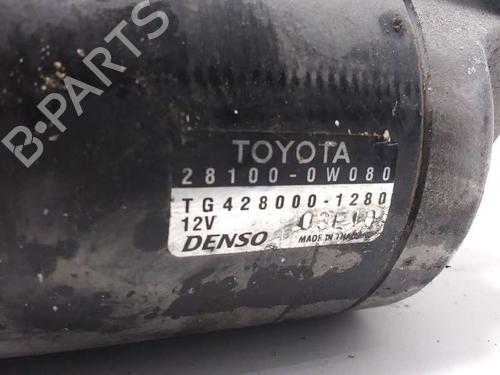 B-PARTS
TOYOTA
28100-0W080
TG428000-1280
12V
DENSO
MADE IN THAILAND